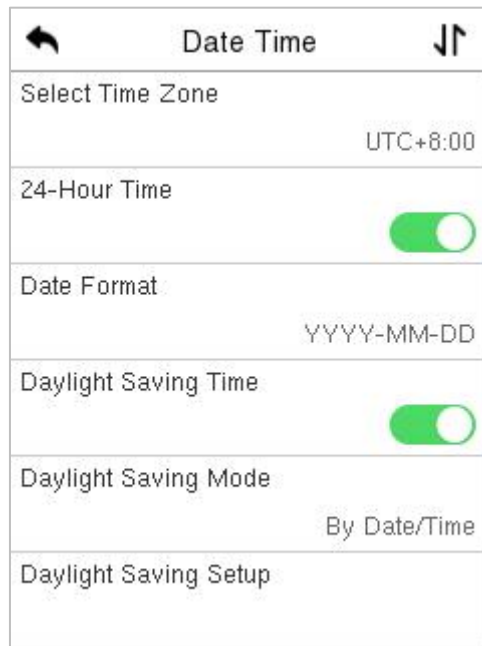 Date Time
Select Time Zone
UTC+8:00
24-Hour Time
Date Format
YYYY-MM-DD
Daylight Saving Time
Daylight Saving Mode
By Date/Time
Daylight Saving Setup